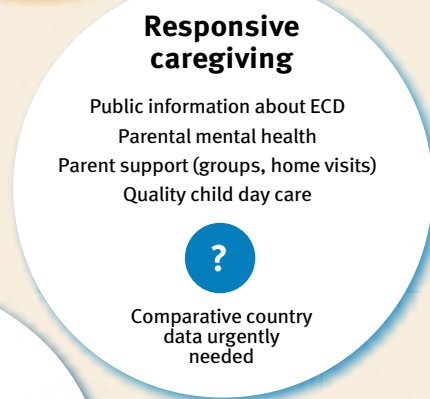 Responsive
caregiving
Public information about ECD
Parental mental health
Parent support (groups, home visits)
Quality child day care
?
Comparative country
data urgently
needed